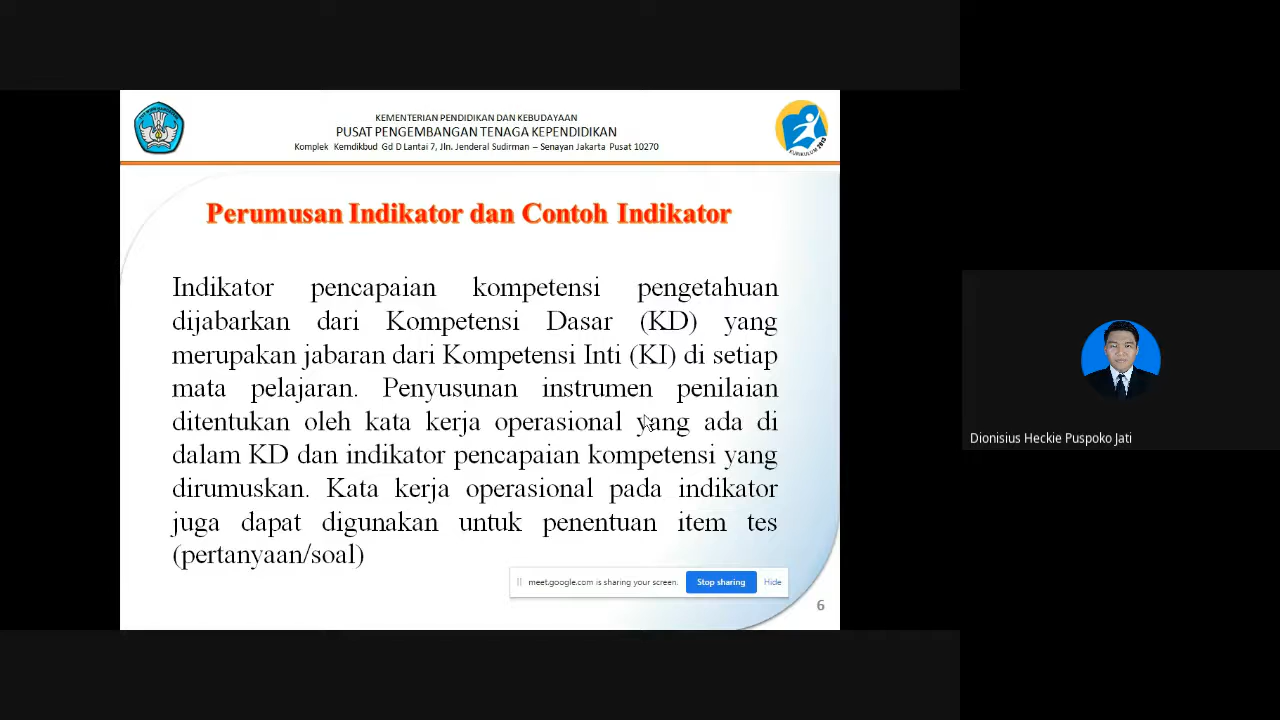 KEMENTERIAN PENDIDIKAN DAN KEBUDAYAAN
PUSAT PENGEMBANGAN TENAGA KEPENDIDIKAN
Komplek Kemdikbud Gd D Lantai 7, Jln. Jenderal Sudirman – Senayan Jakarta Pusat 10270
KURIKULUM 2013
Perumusan Indikator dan Contoh Indikator
Indikator pencapaian kompetensi pengetahuan
dijabarkan dari Kompetensi Dasar (KD) yang
merupakan jabaran dari Kompetensi Inti (KI) di setiap
mata pelajaran. Penyusunan instrumen penilaian
ditentukan oleh kata kerja operasional yang ada di
dalam KD dan indikator pencapaian kompetensi yang
dirumuskan. Kata kerja operasional pada indikator
juga dapat digunakan untuk penentuan item tes
(pertanyaan/soal)
meet.google.com is sharing your screen. Stop sharing Hide
6
Dionisius Heckie Puspoko Jati